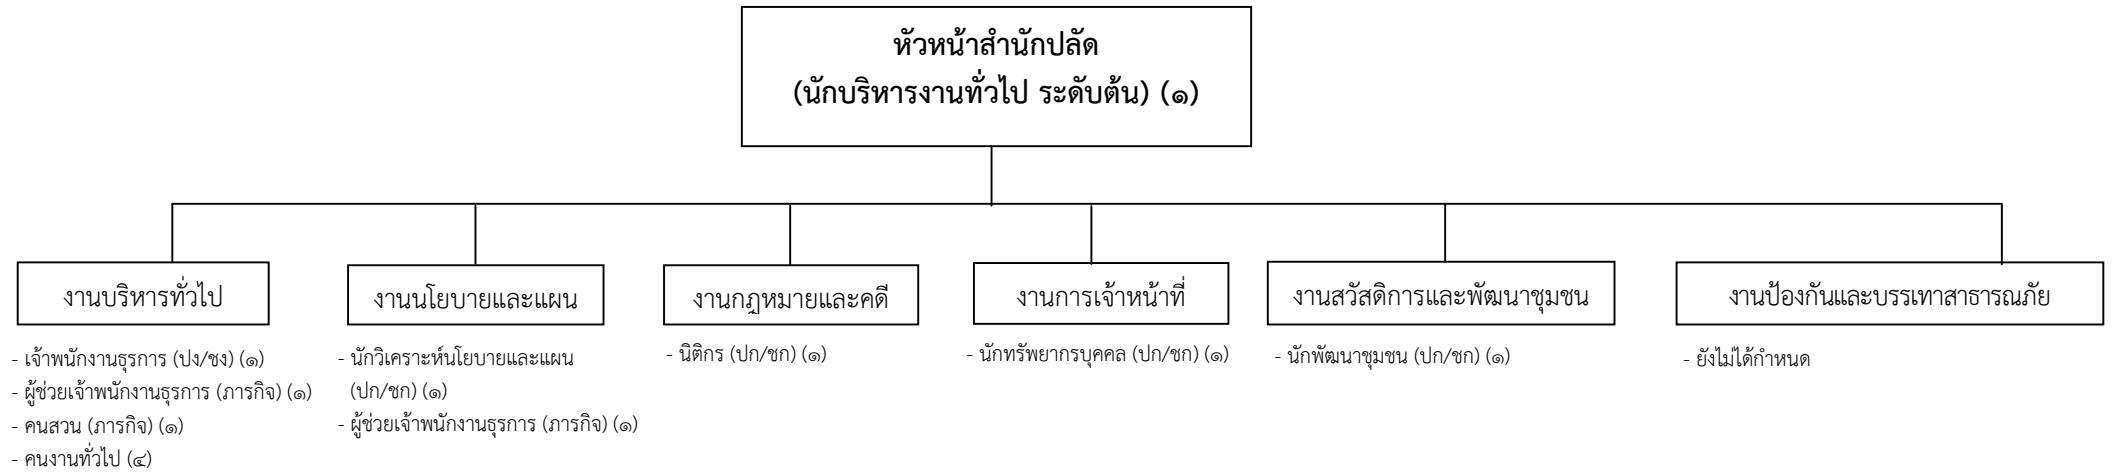 หัวหน้าสำนักปลัด
(นักบริหารงานทั่วไป ระดับต้น) (๑)
งานบริหารทั่วไป
- เจ้าพนักงานธุรการ (ปง/ชง) (๑)
- ผู้ช่วยเจ้าพนักงานธุรการ (ภารกิจ) (๑)
- คนสวน (ภารกิจ) (๑)
- คนงานทั่วไป (๔)
งานนโยบายและแผน
- นักวิเคราะห์นโยบายและแผน
(ปก/ชก) (๑)
- ผู้ช่วยเจ้าพนักงานธุรการ (ภารกิจ) (๑)
งานกฎหมายและคดี
- นิติกร (ปก/ชก) (๑)
งานการเจ้าหน้าที่
- นักทรัพยากรบุคคล (ปก/ชก) (๑)
งานสวัสดิการและพัฒนาชุมชน
- นักพัฒนาชุมชน (ปก/ชก) (๑)
งานป้องกันและบรรเทาสาธารณภัย
- ยังไม่ได้กำหนด